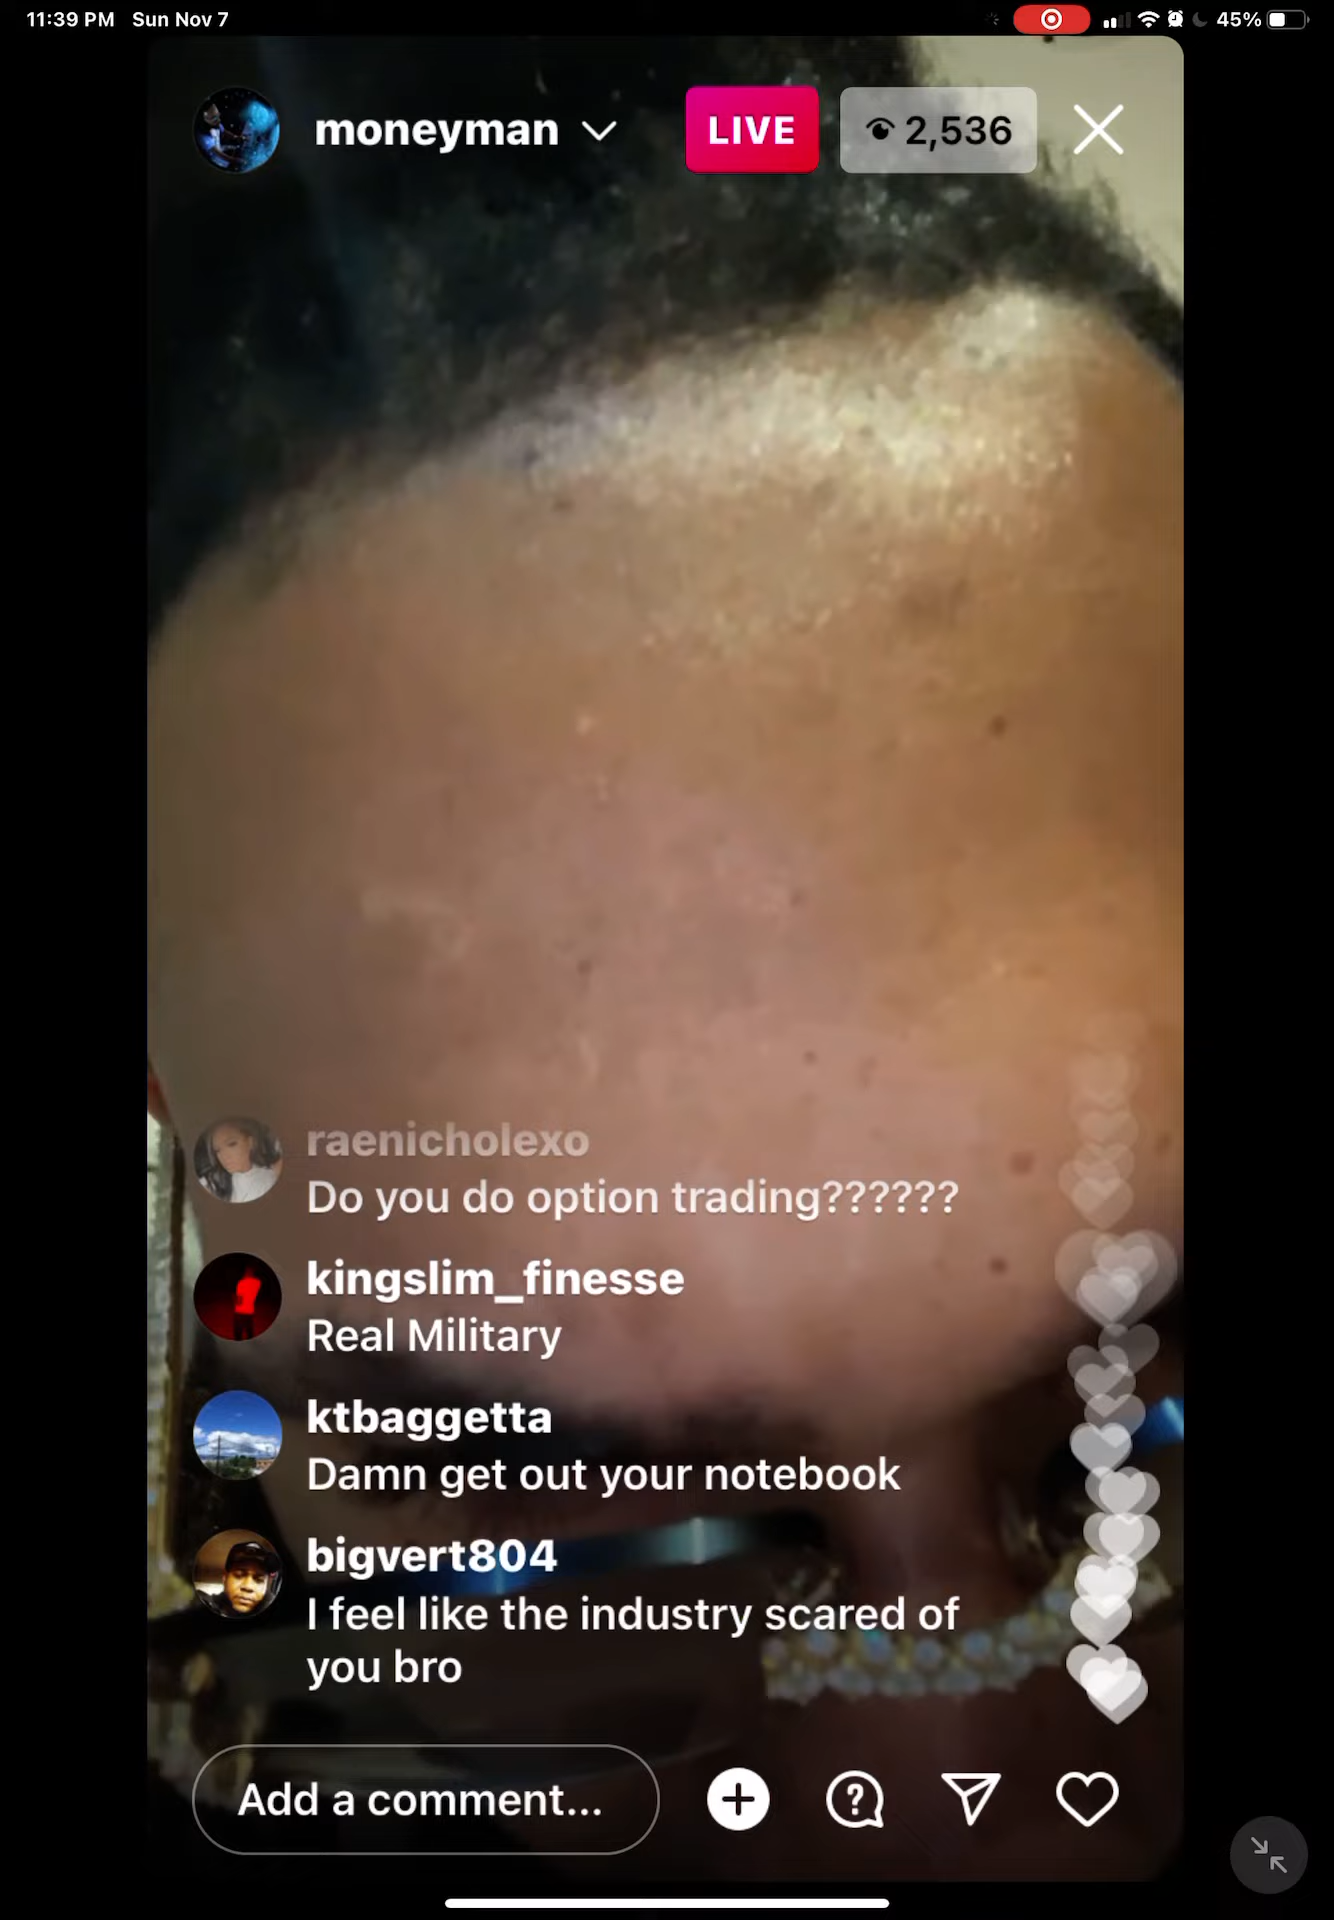 11:39 PM Sun Nov 7
45%
moneyman
LIVE
2,536
raenicholexo
Do you do option trading??????
kingslim_finesse
Real Military
ktbaggetta
Damn get out your notebook
bigvert804
I feel like the industry scared of
you bro
Add a comment...